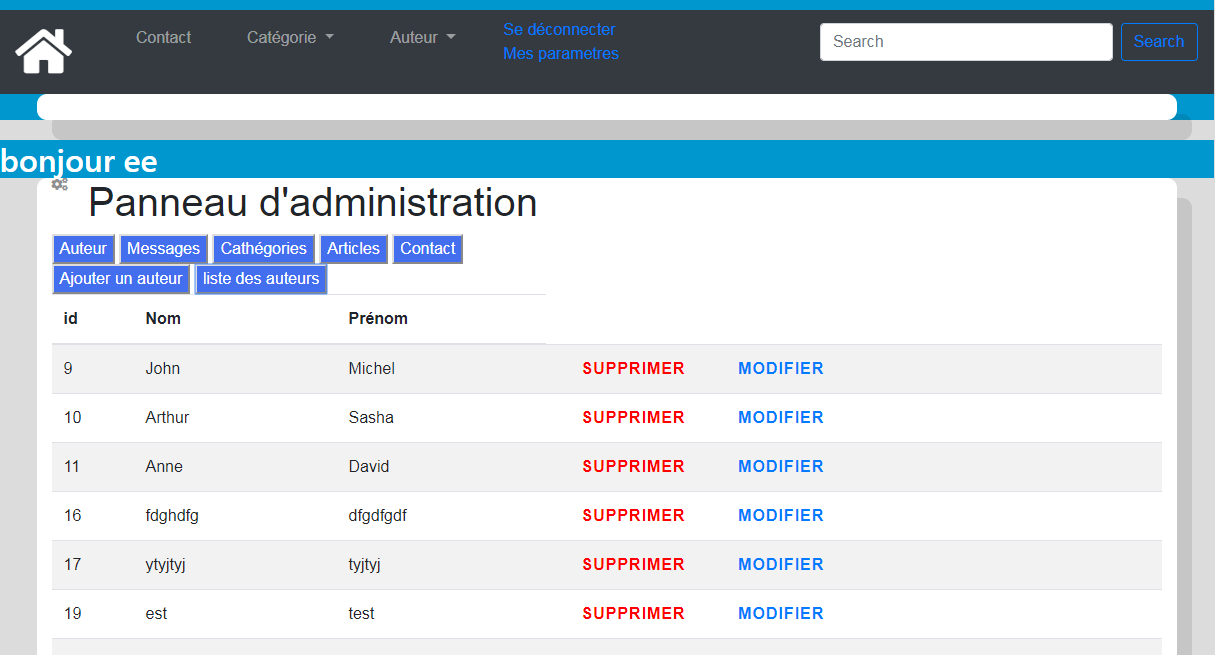 Contact Catégorie Auteur Se déconnecter Search Search
Mes parametres
bonjour ee
Panneau d'administration
Auteur Messages Cathégories Articles Contact
Ajouter un auteur liste des auteurs
id Nom Prénom
9 John Michel SUPPRIMER MODIFIER
10 Arthur Sasha SUPPRIMER MODIFIER
11 Anne David SUPPRIMER MODIFIER
16 fdghdfg dfgdfgdf SUPPRIMER MODIFIER
17 ytyjtyj tyjtyj SUPPRIMER MODIFIER
19 est test SUPPRIMER MODIFIER